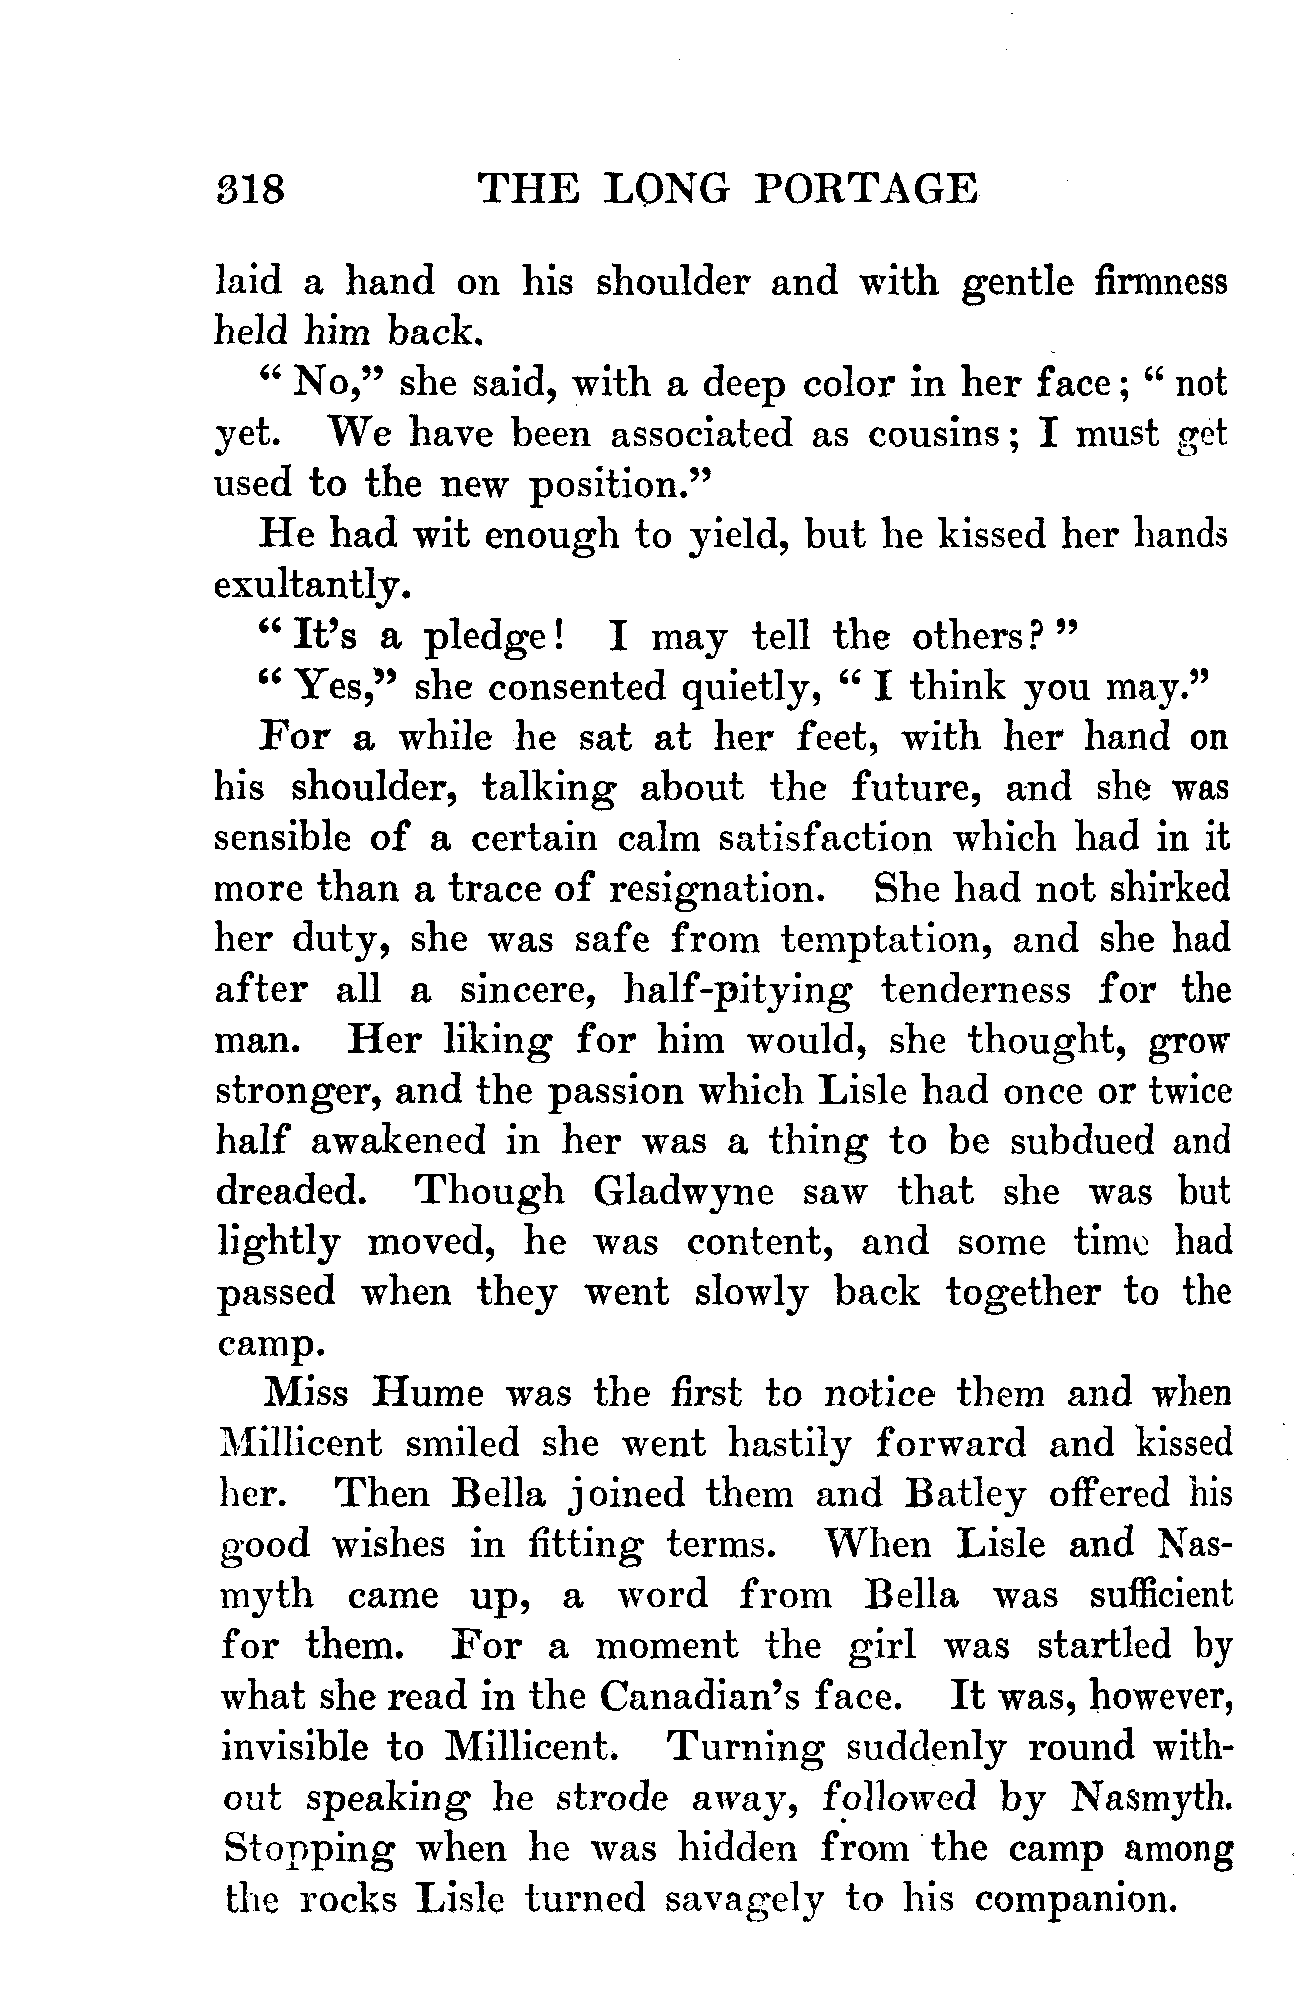 318 THE LONG PORTAGE
laid a hand on his shoulder and with gentle firmness
held him back.
“ No,” she said, with a deep color in her face; “ not
yet. We have been associated as cousins; I must get
used to the new position.”
He had wit enough to yield, but he kissed her hands
exultantly.
“ It’s a pledge! I may tell the others? ”
“ Yes,” she consented quietly, “ I think you may.”
For a while he sat at her feet, with her hand on
his shoulder, talking about the future, and she was
sensible of a certain calm satisfaction which had in it
more than a trace of resignation. She had not shirked
her duty, she was safe from temptation, and she had
after all a sincere, half-pitying tenderness for the
man. Her liking for him would, she thought, grow
stronger, and the passion which Lisle had once or twice
half awakened in her was a thing to be subdued and
dreaded. Though Gladwyne saw that she was but
lightly moved, he was content, and some time had
passed when they went slowly back together to the
camp.
Miss Hume was the first to notice them and when
Millicent smiled she went hastily forward and kissed
her. Then Bella joined them and Batley offered his
good wishes in fitting terms. When Lisle and Nas-
myth came up, a word from Bella was sufficient
for them. For a moment the girl was startled by
what she read in the Canadian’s face. It was, however,
invisible to Millicent. Turning suddenly round with-
out speaking he strode away, followed by Nasmyth.
Stopping when he was hidden from the camp among
the rocks Lisle turned savagely to his companion.